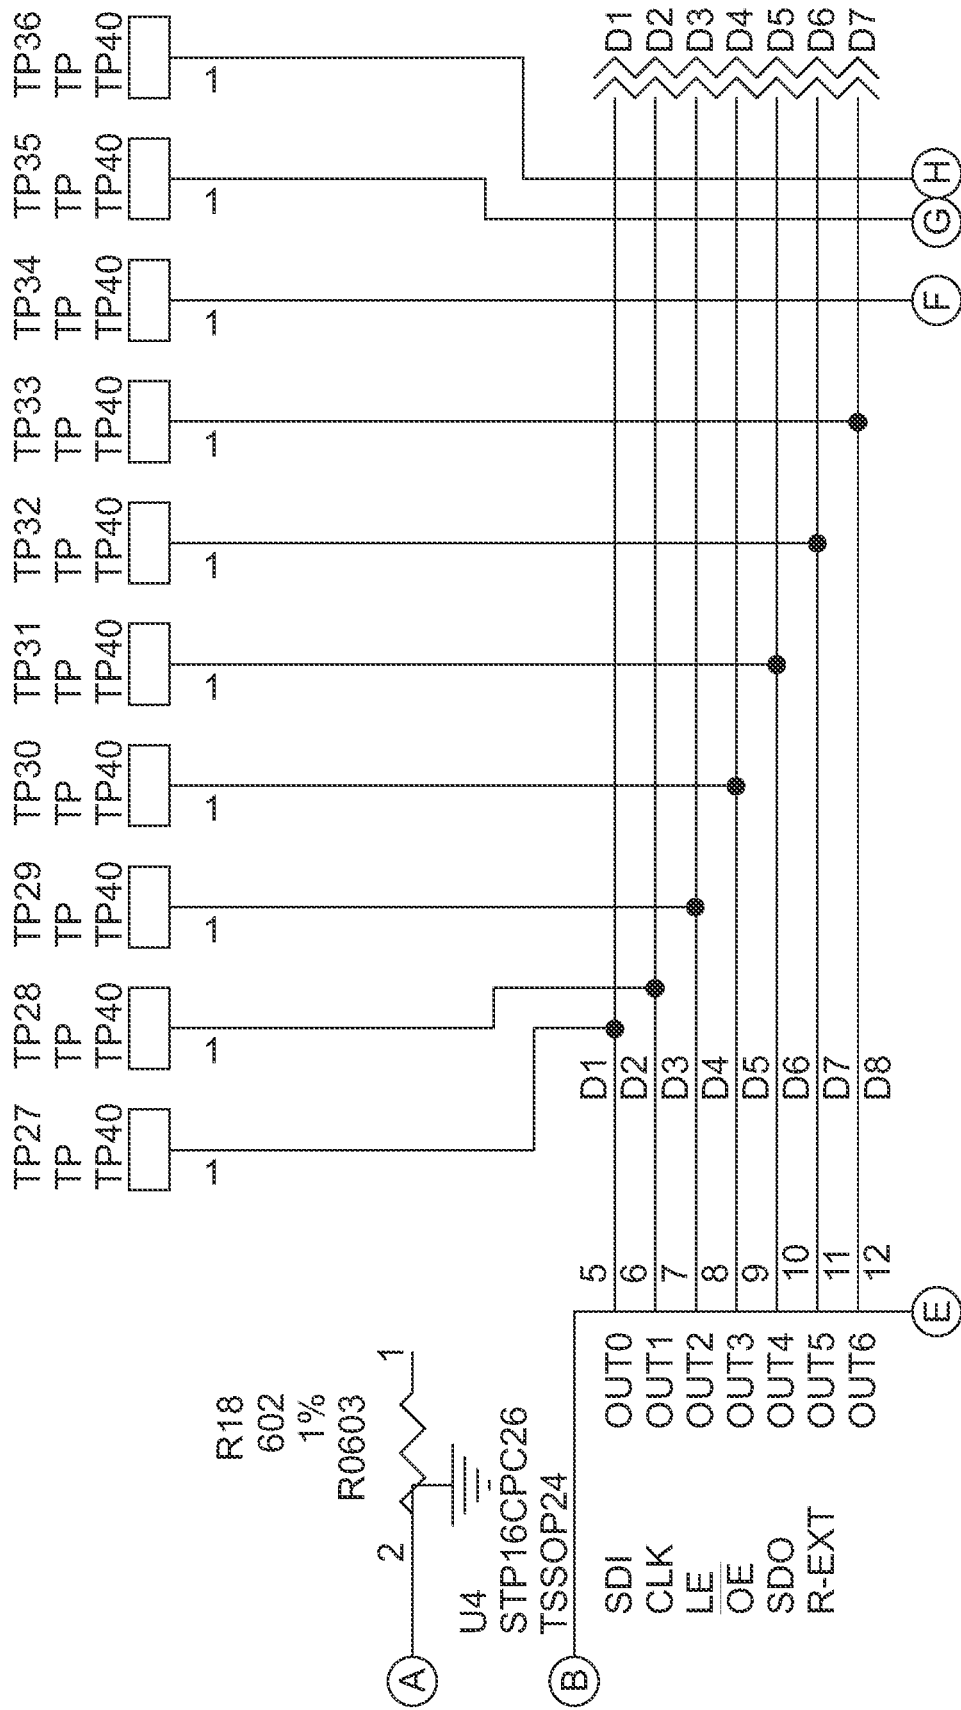 TP27
TP
TP40
1
TP28
TP
TP40
1
TP29
TP
TP40
1
TP30
TP
TP40
1
TP31
TP
TP40
1
TP32
TP
TP40
1
TP33
TP
TP40
1
TP34
TP
TP40
1
TP35
TP
TP40
1
TP36
TP
TP40
1
R18
602
1%
R0603
2
1
A
U4
STP16CPC26
TSSOP24
B
SDI
CLK
LE
OE
SDO
R-EXT
OUT0
OUT1
OUT2
OUT3
OUT4
OUT5
OUT6
5
6
7
8
9
10
11
12
D1
D2
D3
D4
D5
D6
D7
D8
D1
D2
D3
D4
D5
D6
D7
E
F
G
H